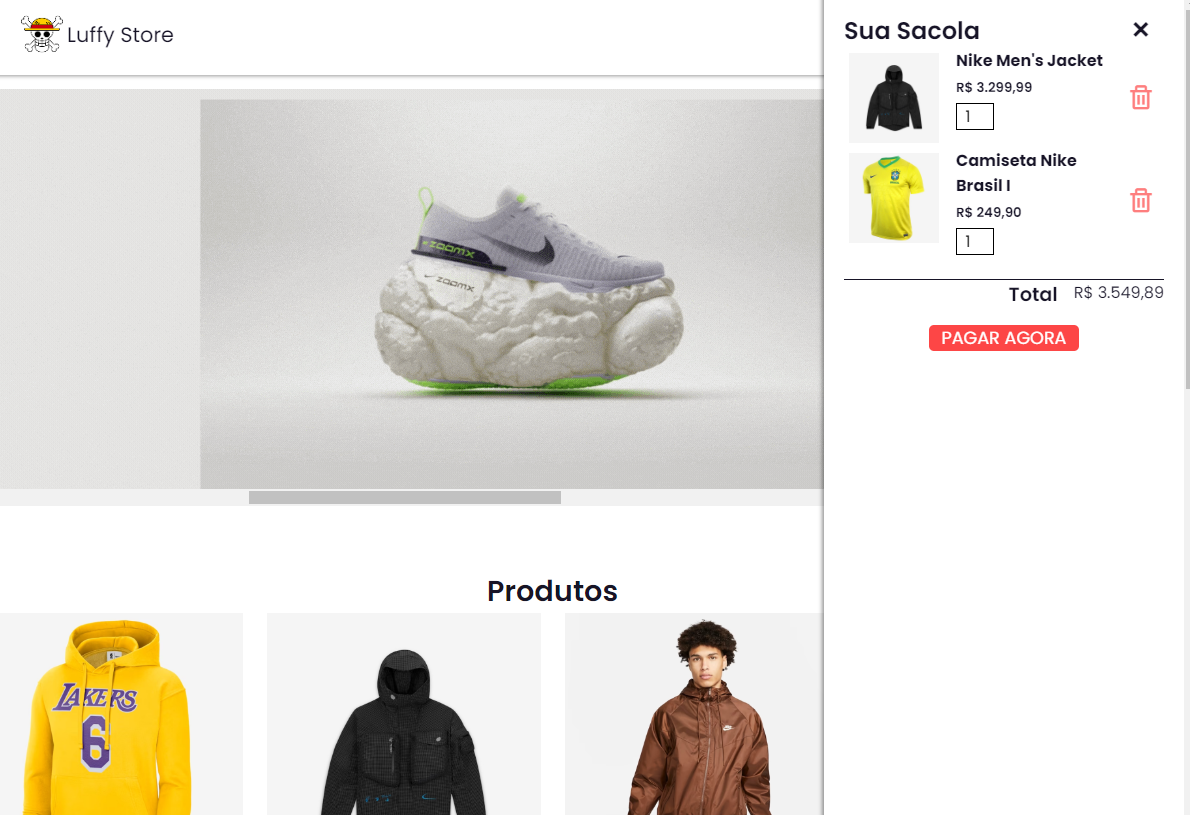 Luffy Store
Sua Sacola
Nike Men's Jacket
R$ 3.299,99
1
Camiseta Nike
Brasil I
R$ 249,90
1
Total R$ 3.549,89
PAGAR AGORA
ZOOMX
ZOOMX
Produtos
LAKERS
6